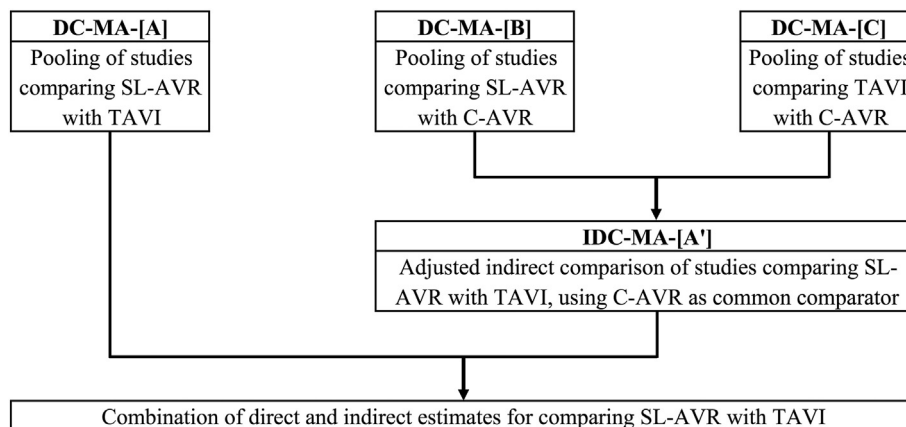 DC-MA-[A]
Pooling of studies
comparing SL-AVR
with TAVI
DC-MA-[B]
Pooling of studies
comparing SL-AVR
with C-AVR
DC-MA-[C]
Pooling of studies
comparing TAVI
with C-AVR
IDC-MA-[A']
Adjusted indirect comparison of studies comparing SL-
AVR with TAVI, using C-AVR as common comparator
Combination of direct and indirect estimates for comparing SL-AVR with TAVI